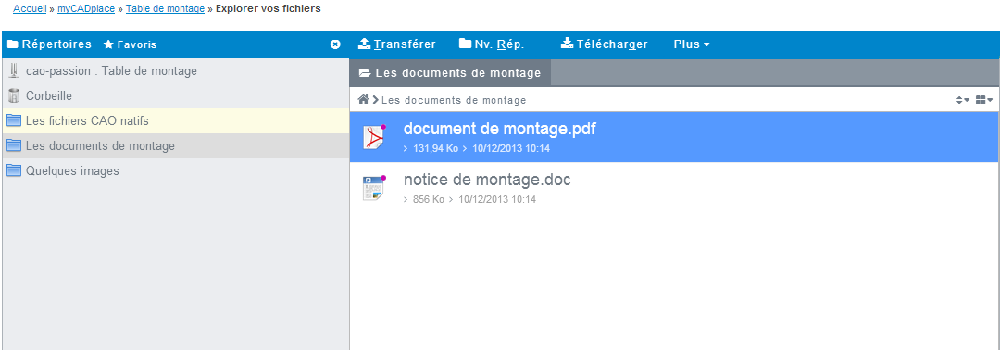 Accueil » myCADplace » Table de montage » Explorer vos fichiers
Répertoires Favoris
Transférer Nv. Rép. Télécharger Plus
cao-passion : Table de montage
Corbeille
Les fichiers CAO natifs
Les documents de montage
Quelques images
Les documents de montage
Les documents de montage
document de montage.pdf
› 131,94 Ko › 10/12/2013 10:14
notice de montage.doc
› 856 Ko › 10/12/2013 10:14